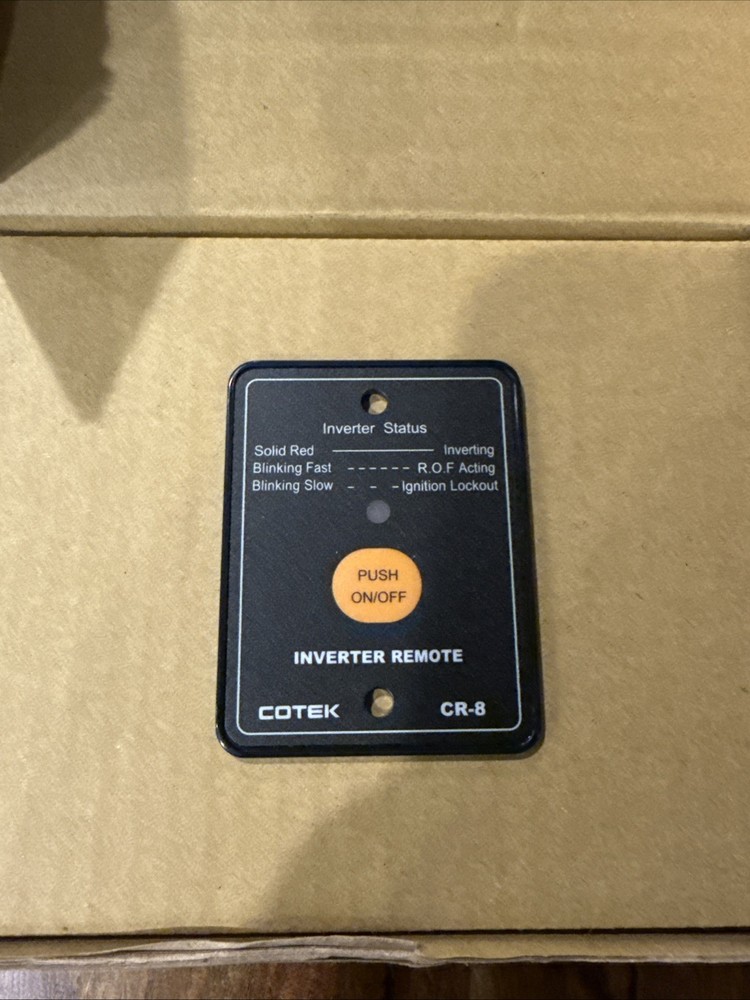 Inverter Status
Solid Red ────── Inverting
Blinking Fast ------ R.O.F Acting
Blinking Slow - - - Ignition Lockout
PUSH
ON/OFF
INVERTER REMOTE
COTEK CR-8